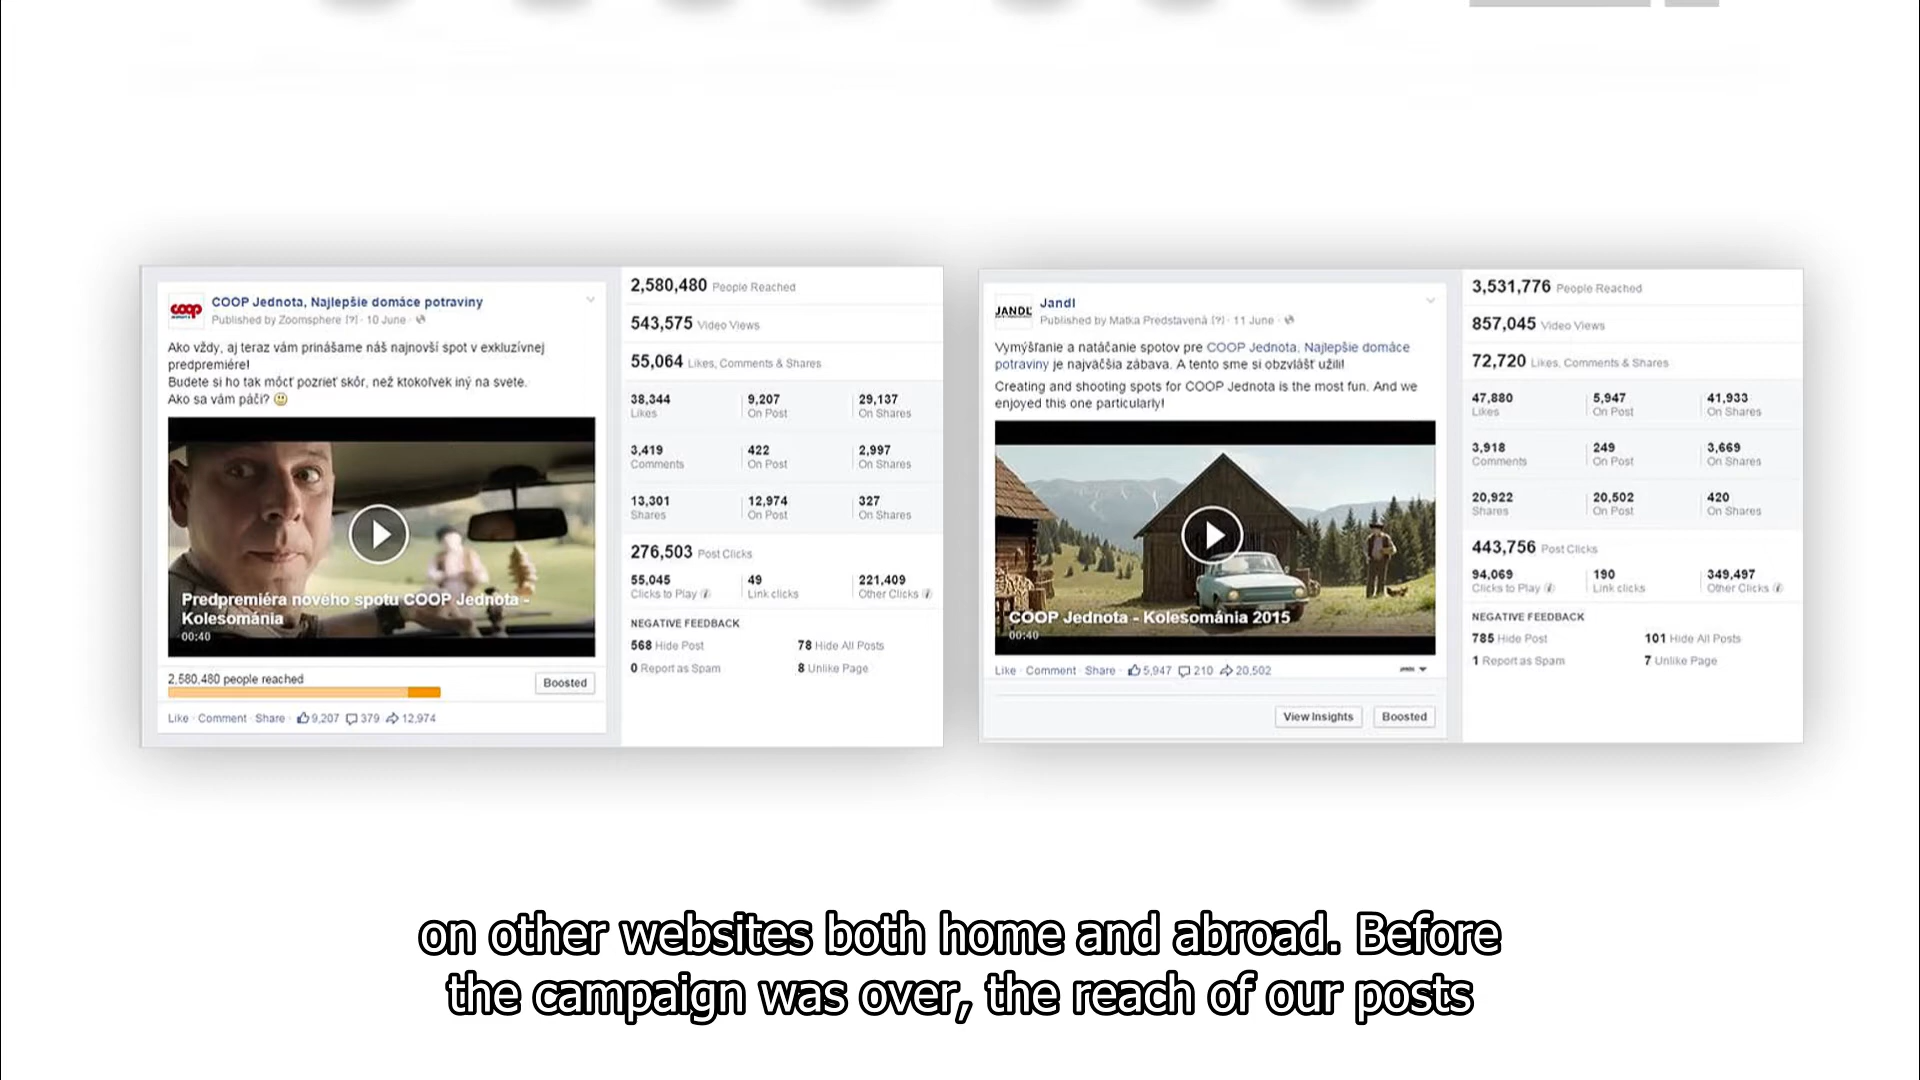 coop
COOP Jednota, Najlepšie domáce potraviny
Published by Zoomsphere [?] · 10 June ·
Ako vždy, aj teraz vám prinášame náš najnovší spot v exkluzívnej
predpremiére!
Budete si ho tak môcť pozrieť skôr, než ktokoľvek iný na svete.
Ako sa vám páči?
Predpremiéra nového spotu COOP Jednota -
Kolesománia
00:40
2,580,480 people reached
Boosted
Like · Comment · Share · 9,207 379 12,974
2,580,480 People Reached
543,575 Video Views
55,064 Likes, Comments & Shares
38,344 9,207 29,137
Likes On Post On Shares
3,419 422 2,997
Comments On Post On Shares
13,301 12,974 327
Shares On Post On Shares
276,503 Post Clicks
55,045 49 221,409
Clicks to Play Link clicks Other Clicks
NEGATIVE FEEDBACK
568 Hide Post 78 Hide All Posts
0 Report as Spam 8 Unlike Page
JANDL
Jandl
Published by Matka Predstavená [?] · 11 June ·
Vymýšľanie a natáčanie spotov pre COOP Jednota, Najlepšie domáce
potraviny je najväčšia zábava. A tento sme si obzvlášť užili!
Creating and shooting spots for COOP Jednota is the most fun. And we
enjoyed this one particularly!
COOP Jednota - Kolesománia 2015
00:40
Like · Comment · Share · 5,947 210 20,502
View Insights Boosted
3,531,776 People Reached
857,045 Video Views
72,720 Likes, Comments & Shares
47,880 5,947 41,933
Likes On Post On Shares
3,918 249 3,669
Comments On Post On Shares
20,922 20,502 420
Shares On Post On Shares
443,756 Post Clicks
94,069 190 349,497
Clicks to Play Link clicks Other Clicks
NEGATIVE FEEDBACK
785 Hide Post 101 Hide All Posts
1 Report as Spam 7 Unlike Page
on other websites both home and abroad. Before
the campaign was over, the reach of our posts